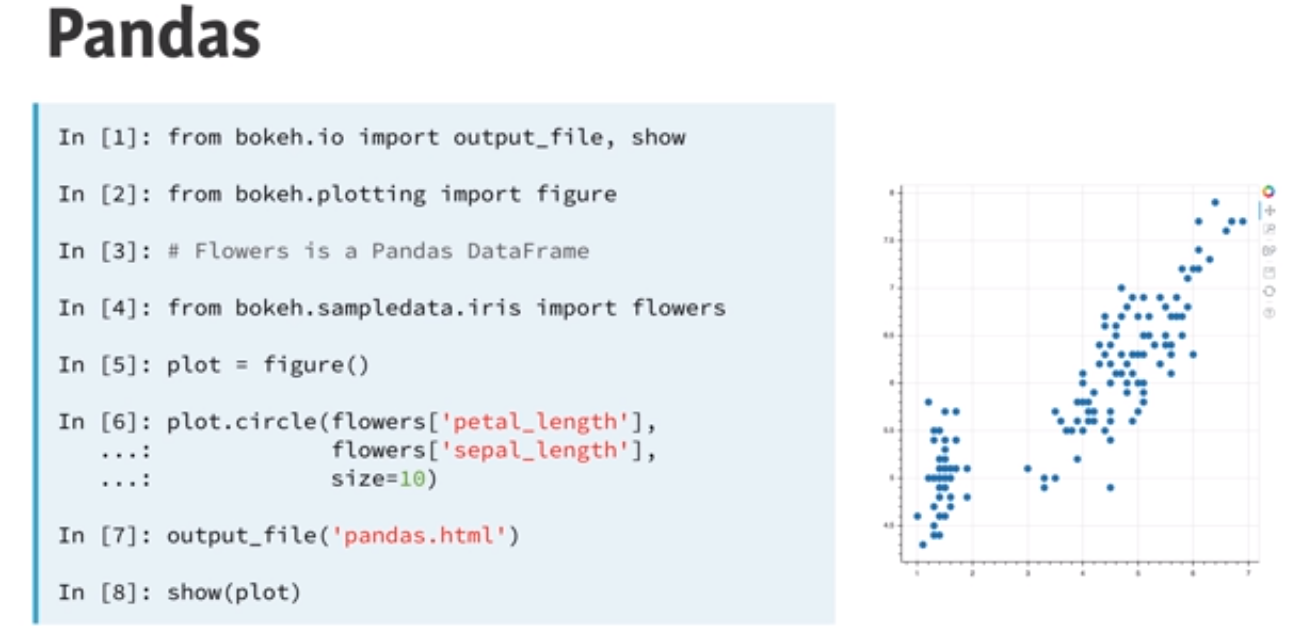 Pandas
In [1]: from bokeh.io import output_file, show
In [2]: from bokeh.plotting import figure
In [3]: # Flowers is a Pandas DataFrame
In [4]: from bokeh.sampledata.iris import flowers
In [5]: plot = figure()
In [6]: plot.circle(flowers['petal_length'],
...: flowers['sepal_length'],
...: size=10)
In [7]: output_file('pandas.html')
In [8]: show(plot)
8
7.5
7
6.5
6
5.5
5
4.5
1 2 3 4 5 6 7